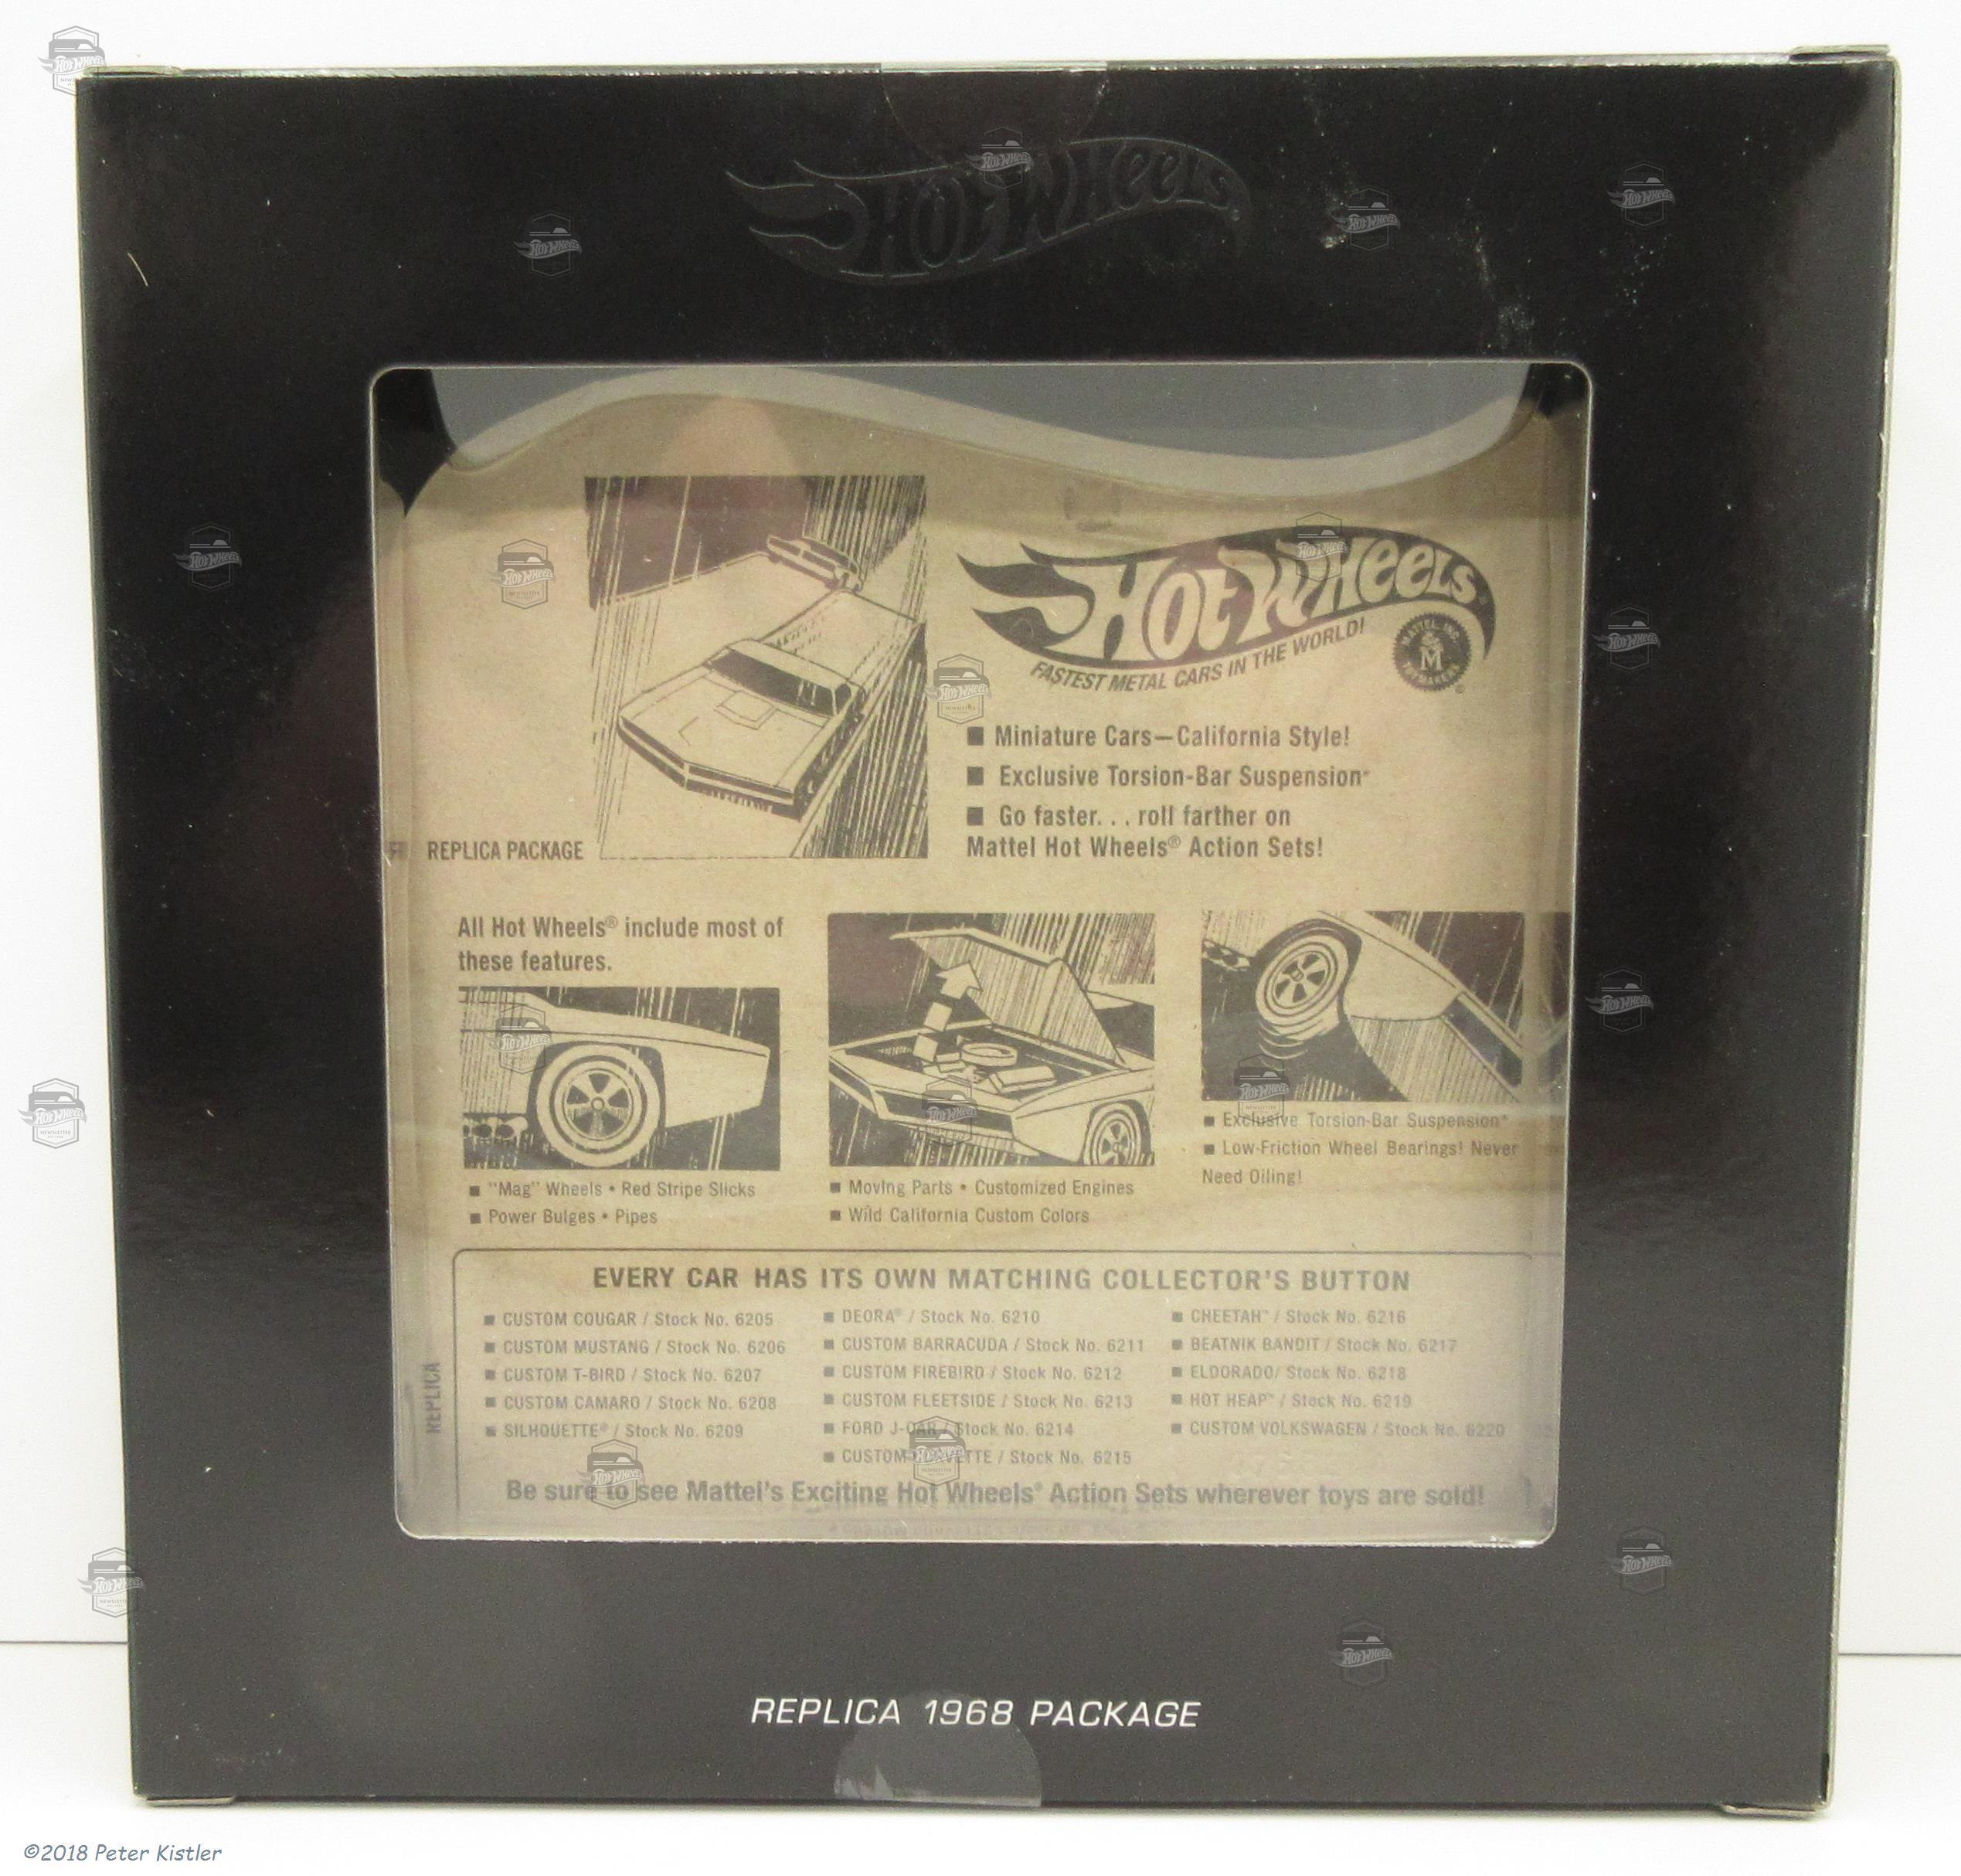 Hot Wheels
Hot Wheels®
FASTEST METAL CARS IN THE WORLD!
MATTEL, INC.
M
TOYMAKERS
®
■ Miniature Cars—California Style!
■ Exclusive Torsion-Bar Suspension*
■ Go faster. . . roll farther on
Mattel Hot Wheels® Action Sets!
REPLICA PACKAGE
All Hot Wheels® include most of
these features.
■ "Mag" Wheels • Red Stripe Slicks
■ Power Bulges • Pipes
■ Moving Parts • Customized Engines
■ Wild California Custom Colors
■ Exclusive Torsion-Bar Suspension*
■ Low-Friction Wheel Bearings! Never
Need Oiling!
REPLICA
EVERY CAR HAS ITS OWN MATCHING COLLECTOR'S BUTTON
■ CUSTOM COUGAR / Stock No. 6205
■ CUSTOM MUSTANG / Stock No. 6206
■ CUSTOM T-BIRD / Stock No. 6207
■ CUSTOM CAMARO / Stock No. 6208
■ SILHOUETTE® / Stock No. 6209
■ DEORA® / Stock No. 6210
■ CUSTOM BARRACUDA / Stock No. 6211
■ CUSTOM FIREBIRD / Stock No. 6212
■ CUSTOM FLEETSIDE / Stock No. 6213
■ FORD J-CAR / Stock No. 6214
■ CUSTOM CORVETTE / Stock No. 6215
■ CHEETAH™ / Stock No. 6216
■ BEATNIK BANDIT / Stock No. 6217
■ ELDORADO/ Stock No. 6218
■ HOT HEAP™ / Stock No. 6219
■ CUSTOM VOLKSWAGEN / Stock No. 6220
Be sure to see Mattel's Exciting Hot Wheels® Action Sets wherever toys are sold!
REPLICA 1968 PACKAGE
©2018 Peter Kistler